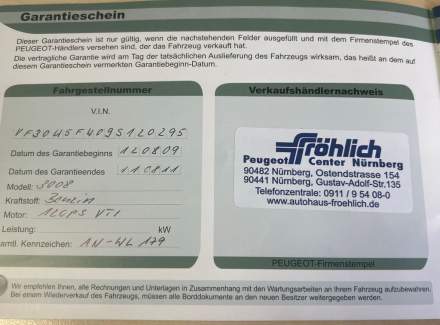 Garantieschein
Dieser Garantieschein ist nur gültig, wenn die nachstehenden Felder ausgefüllt und mit dem Firmenstempel des
PEUGEOT-Händlers versehen sind, der das Fahrzeug verkauft hat.
Die vertragliche Garantie wird am Tag der tatsächlichen Auslieferung des Fahrzeugs wirksam, das heißt an dem auf
diesem Garantieschein vermerkten Garantiebeginn-Datum.
Fahrgestellnummer
V.I.N.
VF3045F409S1L0295
Datum des Garantiebeginns 12.08.09
Datum des Garantieendes 11.08.11
Modell: 3008
Kraftstoff: Benzin
Motor: 120PS VTI
Leistung: kW
amtl. Kennzeichen: AN-WL 179
Verkaufshändlernachweis
fröhlich
Peugeot Center Nürnberg
90482 Nürnberg, Ostendstrasse 154
90441 Nürnberg, Gustav-Adolf-Str.135
Telefonzentrale: 0911 / 9 54 08-0
www.autohaus-froehlich.de
PEUGEOT-Firmenstempel
Wir empfehlen Ihnen, alle Rechnungen und Unterlagen in Zusammenhang mit den Wartungsarbeiten an Ihrem Fahrzeug aufzubewahren.
Bei einem Wiederverkauf des Fahrzeugs, müssen alle Borddokumente an den neuen Besitzer weitergegeben werden.